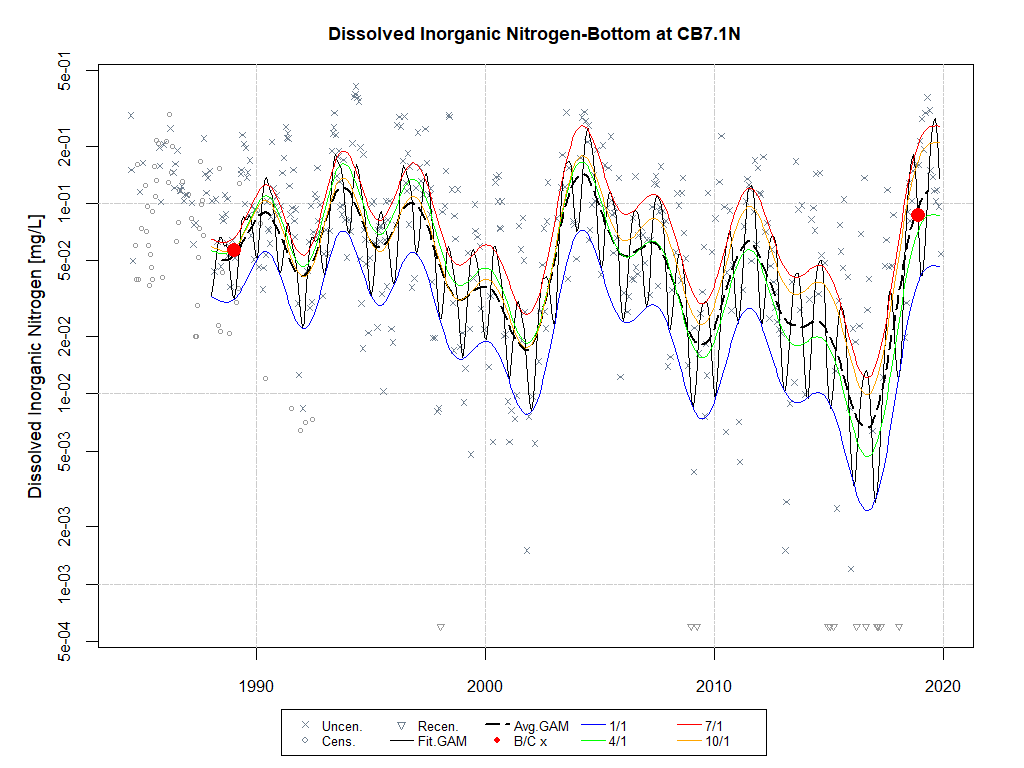 Dissolved Inorganic Nitrogen-Bottom at CB7.1N
Dissolved Inorganic Nitrogen [mg/L]
5e-01
2e-01
1e-01
5e-02
2e-02
1e-02
5e-03
2e-03
1e-03
5e-04
1990 2000 2010 2020
Uncen. Recen. Avg.GAM 1/1 7/1
Cens. Fit.GAM B/C x 4/1 10/1